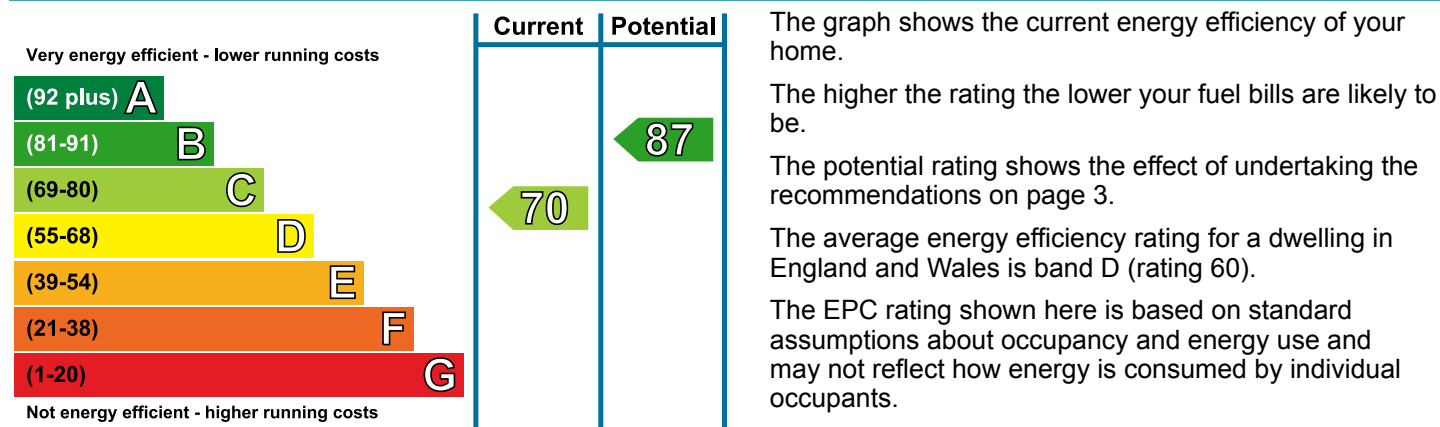 Current Potential
Very energy efficient - lower running costs
(92 plus) A
(81-91) B
87
(69-80) C
70
(55-68) D
(39-54) E
(21-38) F
(1-20) G
Not energy efficient - higher running costs
The graph shows the current energy efficiency of your
home.
The higher the rating the lower your fuel bills are likely to
be.
The potential rating shows the effect of undertaking the
recommendations on page 3.
The average energy efficiency rating for a dwelling in
England and Wales is band D (rating 60).
The EPC rating shown here is based on standard
assumptions about occupancy and energy use and
may not reflect how energy is consumed by individual
occupants.